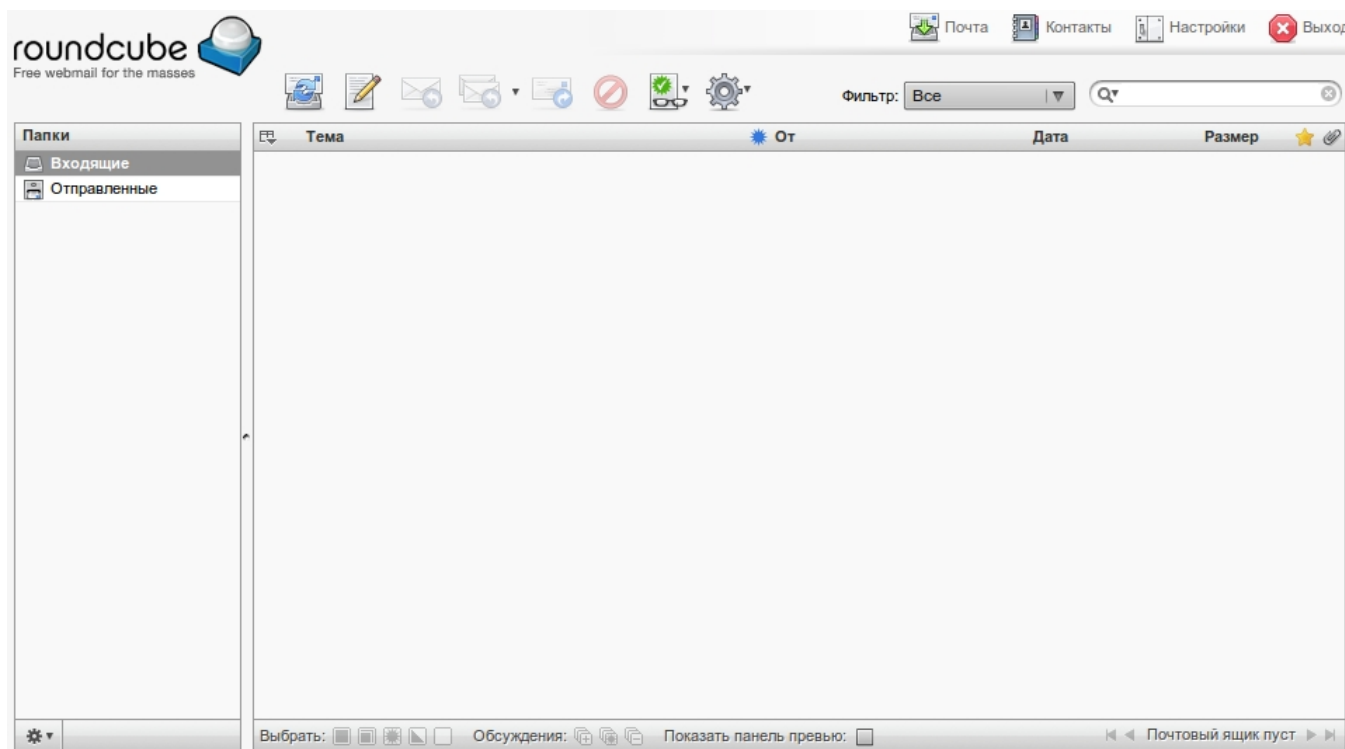 roundcube
Free webmail for the masses
Почта Контакты Настройки Выход
Фильтр: Все
Папки
Входящие
Отправленные
Тема От Дата Размер
Выбрать: Обсуждения: Показать панель превью: Почтовый ящик пуст